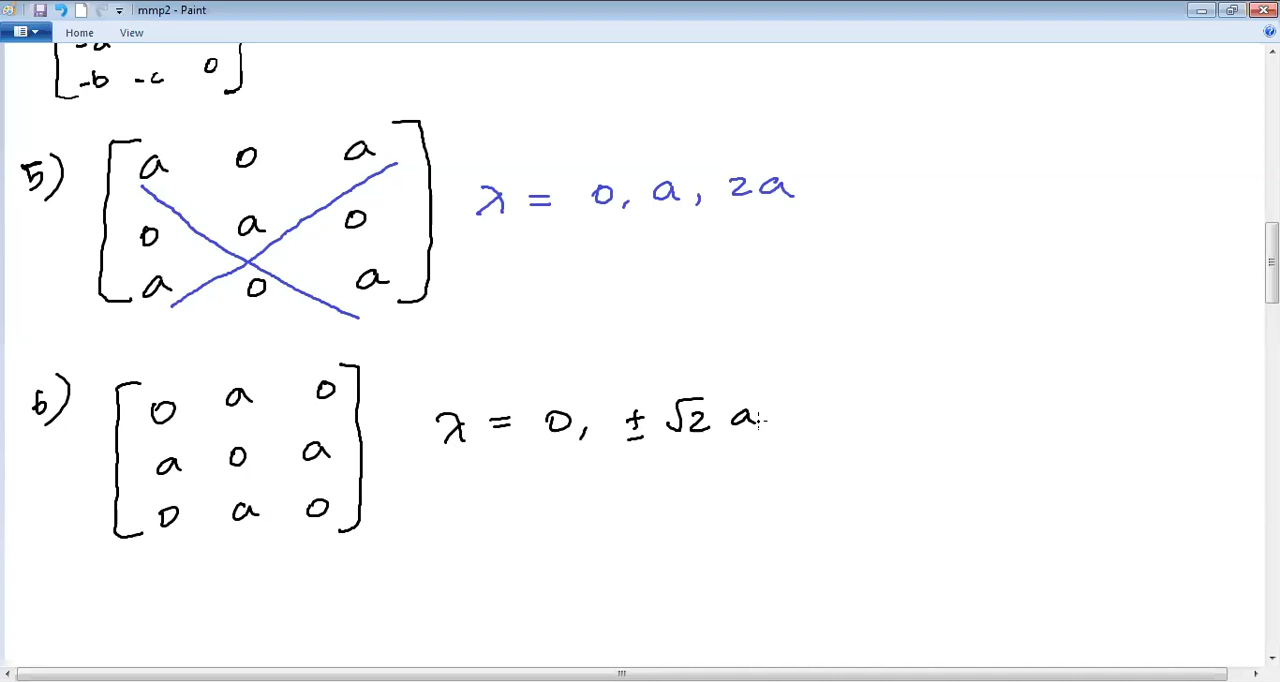 mmp2 - Paint
Home View
-b -c 0
5) a 0 a
0 a 0
a 0 a
λ = 0, a, 2a
6) 0 a 0
a 0 a
0 a 0
λ = 0, ± √2 a